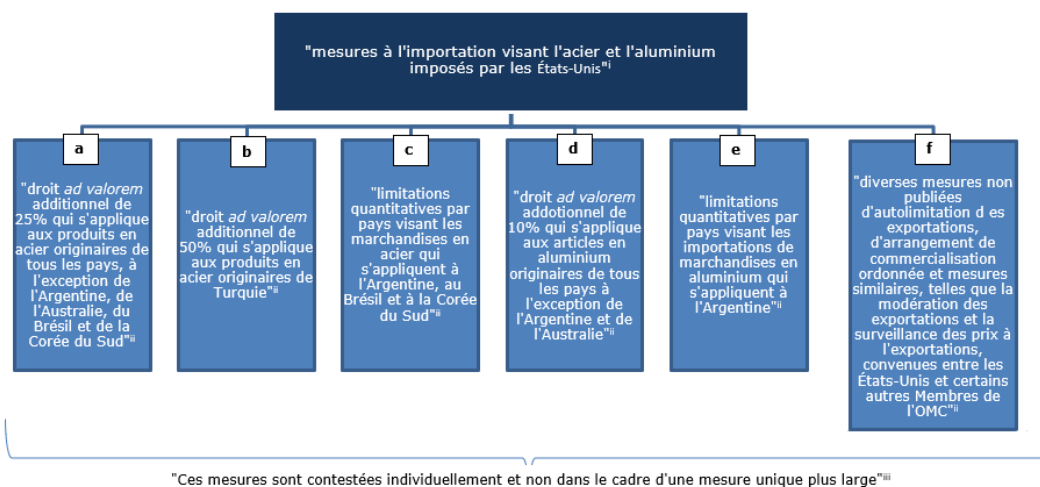 "mesures à l'importation visant l'acier et l'aluminium
imposés par les États-Unis"i
a
"droit ad valorem
additionnel de
25% qui s'applique
aux produits en
acier originaires de
tous les pays, à
l'exception de
l'Argentine, de
l'Australie, du
Brésil et de la
Corée du Sud"ii
b
"droit ad valorem
additionnel de
50% qui s'applique
aux produits en
acier originaires de
Turquie"ii
c
"limitations
quantitatives par
pays visant les
marchandises en
acier qui
s'appliquent à
l'Argentine, au
Brésil et à la Corée
du Sud"ii
d
"droit ad valorem
addotionnel de
10% qui s'applique
aux articles en
aluminium
originaires de tous
les pays à
l'exception de
l'Argentine et de
l'Australie"ii
e
"limitations
quantitatives par
pays visant les
importations de
marchandises en
aluminium qui
s'appliquent à
l'Argentine"ii
f
"diverses mesures non
publiées
d'autolimitation d es
exportations,
d'arrangement de
commercialisation
ordonnée et mesures
similaires, telles que la
modération des
exportations et la
surveillance des prix à
l'exportations,
convenues entre les
États-Unis et certains
autres Membres de
l'OMC"ii
"Ces mesures sont contestées individuellement et non dans le cadre d'une mesure unique plus large"iii